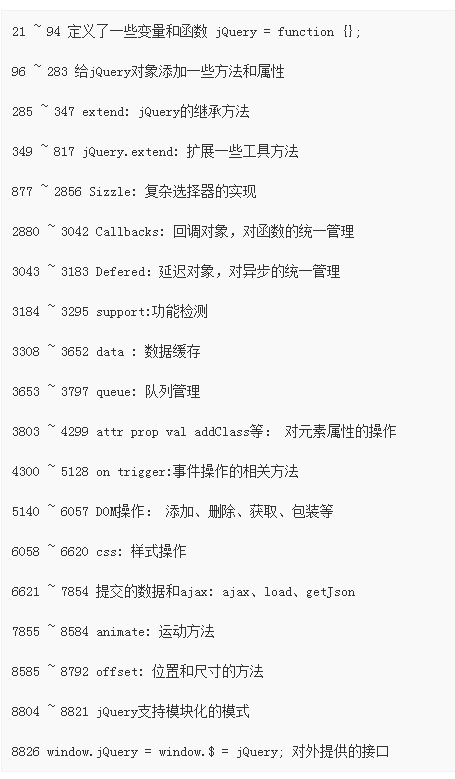 21 ~ 94 定义了一些变量和函数 jQuery = function {};
96 ~ 283 给jQuery对象添加一些方法和属性
285 ~ 347 extend: jQuery的继承方法
349 ~ 817 jQuery.extend: 扩展一些工具方法
877 ~ 2856 Sizzle: 复杂选择器的实现
2880 ~ 3042 Callbacks: 回调对象，对函数的统一管理
3043 ~ 3183 Defered: 延迟对象，对异步的统一管理
3184 ~ 3295 support:功能检测
3308 ~ 3652 data : 数据缓存
3653 ~ 3797 queue: 队列管理
3803 ~ 4299 attr prop val addClass等： 对元素属性的操作
4300 ~ 5128 on trigger:事件操作的相关方法
5140 ~ 6057 DOM操作： 添加、删除、获取、包装等
6058 ~ 6620 css: 样式操作
6621 ~ 7854 提交的数据和ajax: ajax、load、getJson
7855 ~ 8584 animate: 运动方法
8585 ~ 8792 offset: 位置和尺寸的方法
8804 ~ 8821 jQuery支持模块化的模式
8826 window.jQuery = window.$ = jQuery; 对外提供的接口